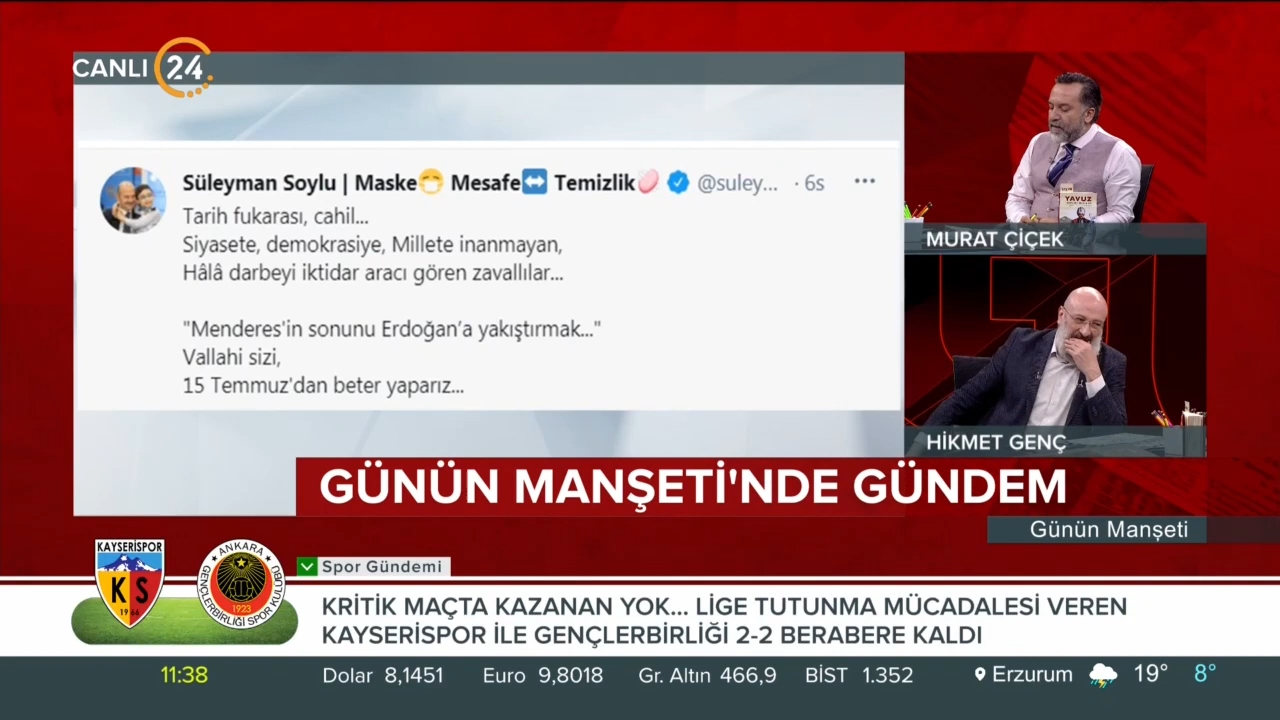 CANLI 24
Süleyman Soylu | Maske😷 Mesafe↔️ Temizlik🧼 @suley... · 6s ···
Tarih fukarası, cahil...
Siyasete, demokrasiye, Millete inanmayan,
Hâlâ darbeyi iktidar aracı gören zavallılar...
"Menderes'in sonunu Erdoğan’a yakıştırmak..."
Vallahi sizi,
15 Temmuz'dan beter yaparız...
YAVUZ
MURAT ÇİÇEK
HİKMET GENÇ
GÜNÜN MANŞETİ'NDE GÜNDEM
Günün Manşeti
KAYSERİSPOR
KS
1966
ANKARA
GENÇLERBİRLİĞİ SPOR KULÜBÜ
1923
Spor Gündemi
KRİTİK MAÇTA KAZANAN YOK... LİGE TUTUNMA MÜCADALESİ VEREN
KAYSERİSPOR İLE GENÇLERBİRLİĞİ 2-2 BERABERE KALDI
11:38 Dolar 8,1451 Euro 9,8018 Gr. Altın 466,9 BİST 1.352 Erzurum 19° 8°